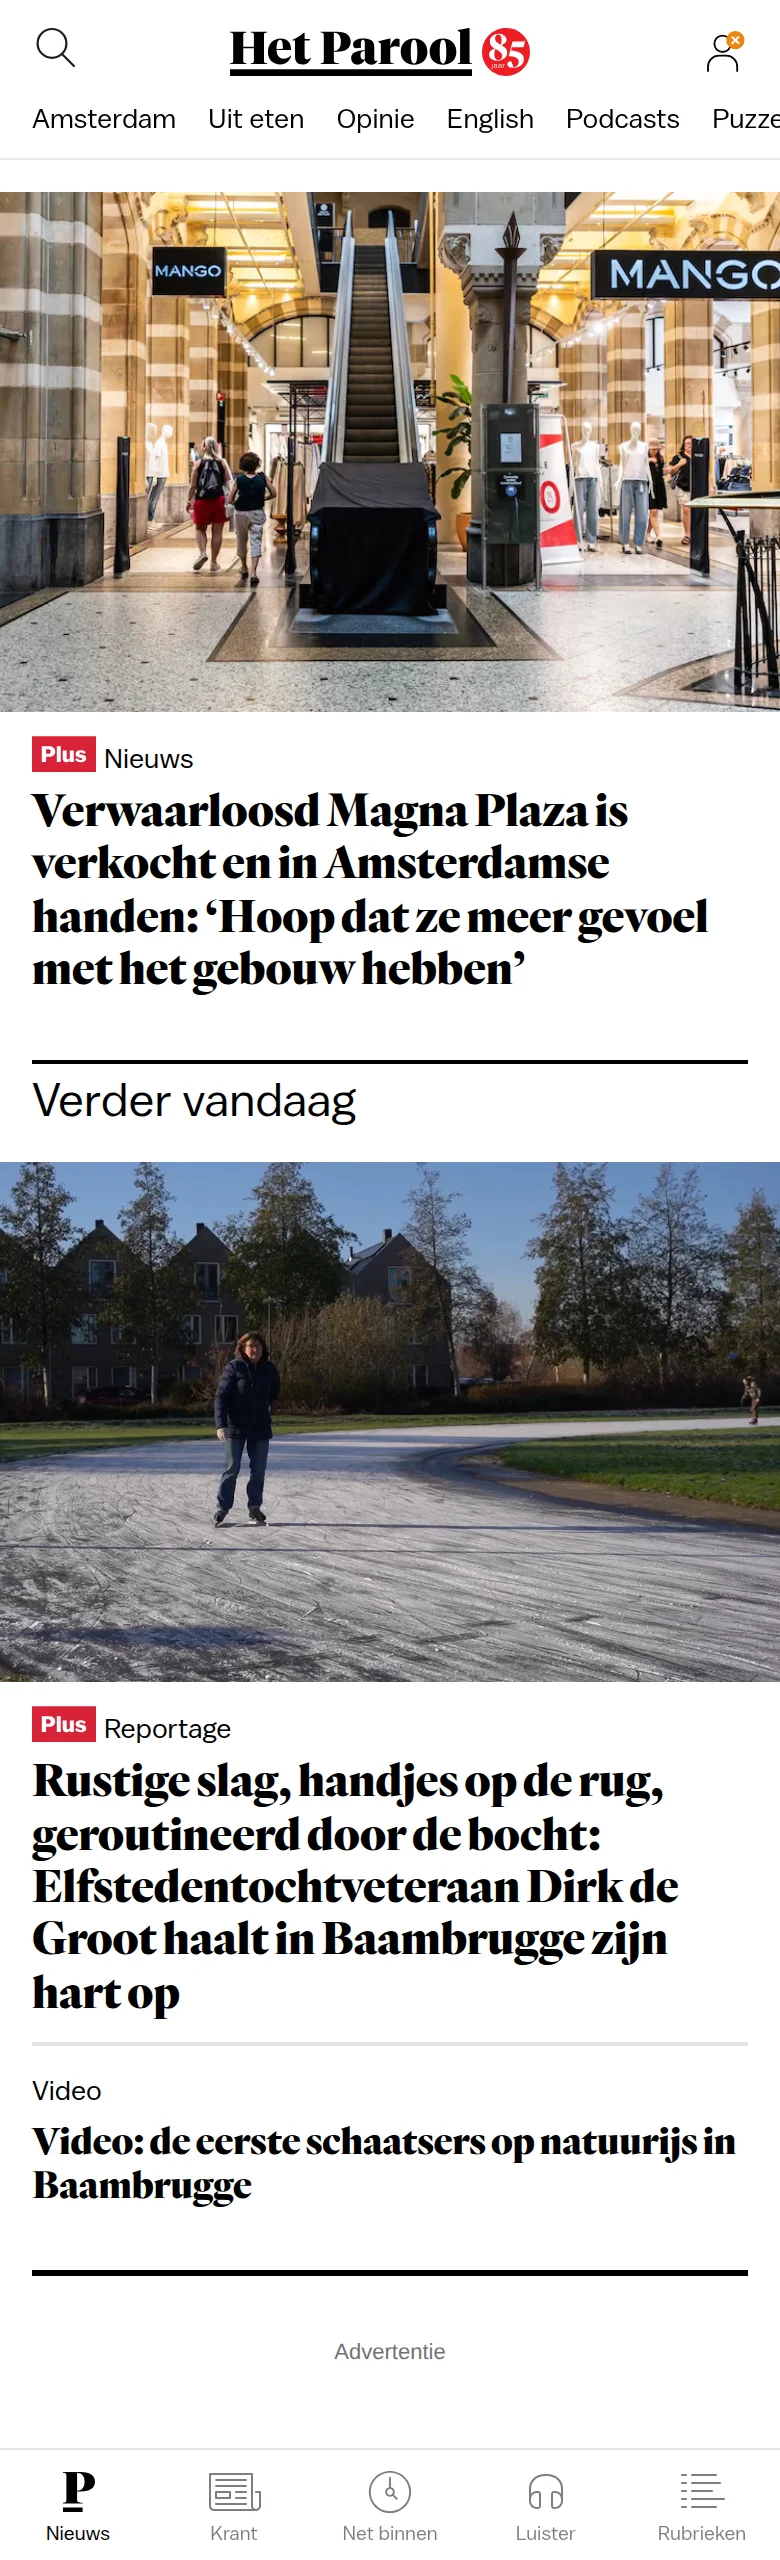 Het Parool 85 jaar
Amsterdam Uit eten Opinie English Podcasts Puzze
MANGO
MANGO
Plus Nieuws
Verwaarloosd Magna Plaza is
verkocht en in Amsterdamse
handen: ‘Hoop dat ze meer gevoel
met het gebouw hebben’
Verder vandaag
Plus Reportage
Rustige slag, handjes op de rug,
geroutineerd door de bocht:
Elfstedentochtveteraan Dirk de
Groot haalt in Baambrugge zijn
hart op
Video
Video: de eerste schaatsers op natuurijs in
Baambrugge
Advertentie
Nieuws Krant Net binnen Luister Rubrieken